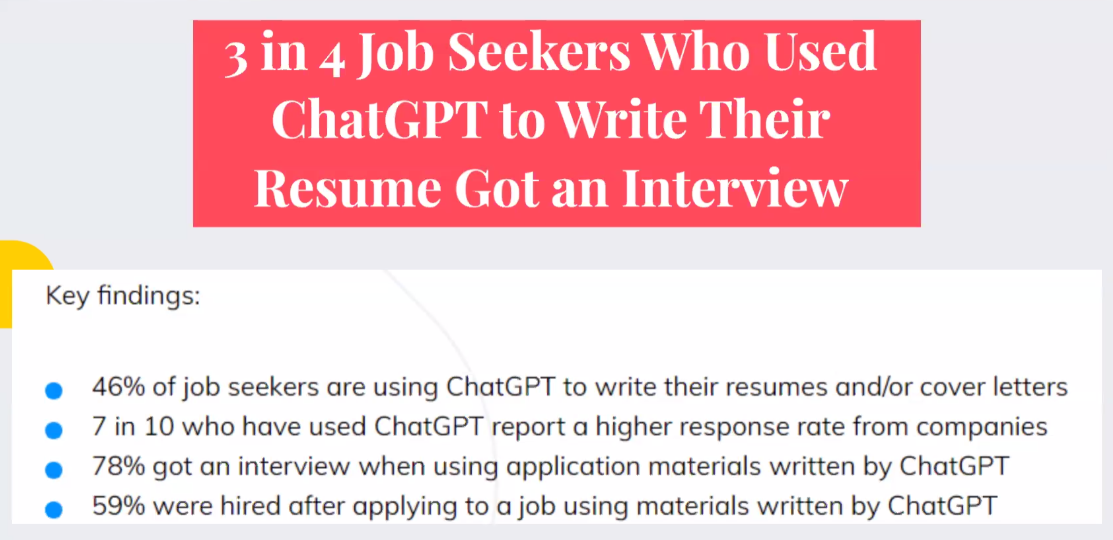 3 in 4 Job Seekers Who Used
ChatGPT to Write Their
Resume Got an Interview
Key findings:
46% of job seekers are using ChatGPT to write their resumes and/or cover letters
7 in 10 who have used ChatGPT report a higher response rate from companies
78% got an interview when using application materials written by ChatGPT
59% were hired after applying to a job using materials written by ChatGPT